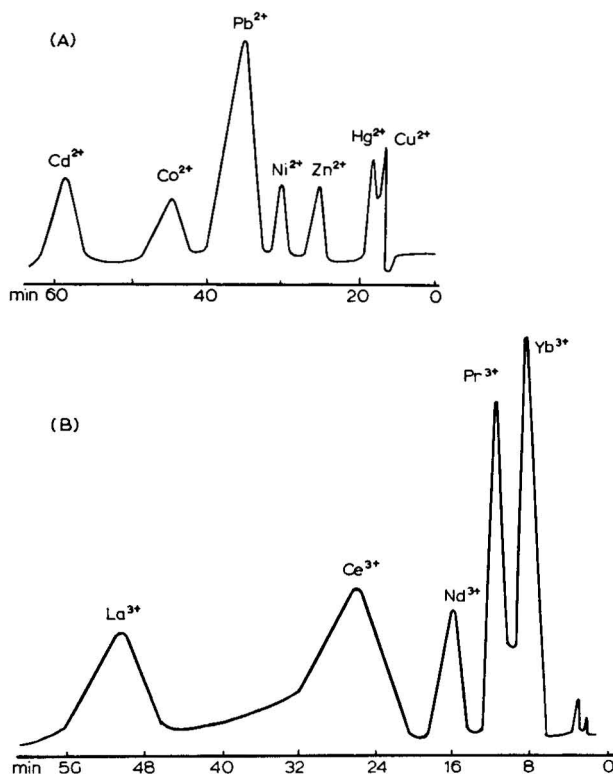 (A)
Pb²⁺
Hg²⁺ Cu²⁺
Cd²⁺
Co²⁺
Ni²⁺ Zn²⁺
min 60 40 20 0
(B)
Yb³⁺
Pr³⁺
Ce³⁺
Nd³⁺
La³⁺
min 50 48 40 32 24 16 8 0